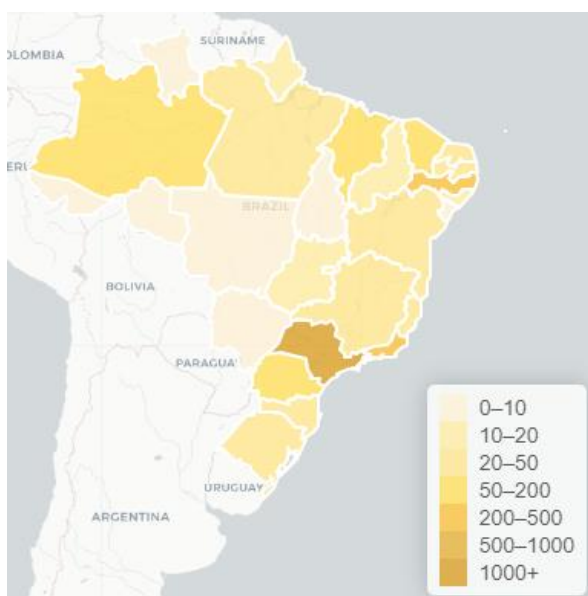 SURINAME
OLOMBIA
ERU
BRAZIL
BOLIVIA
PARAGUA
URUGUAY
ARGENTINA
0–10
10–20
20–50
50–200
200–500
500–1000
1000+